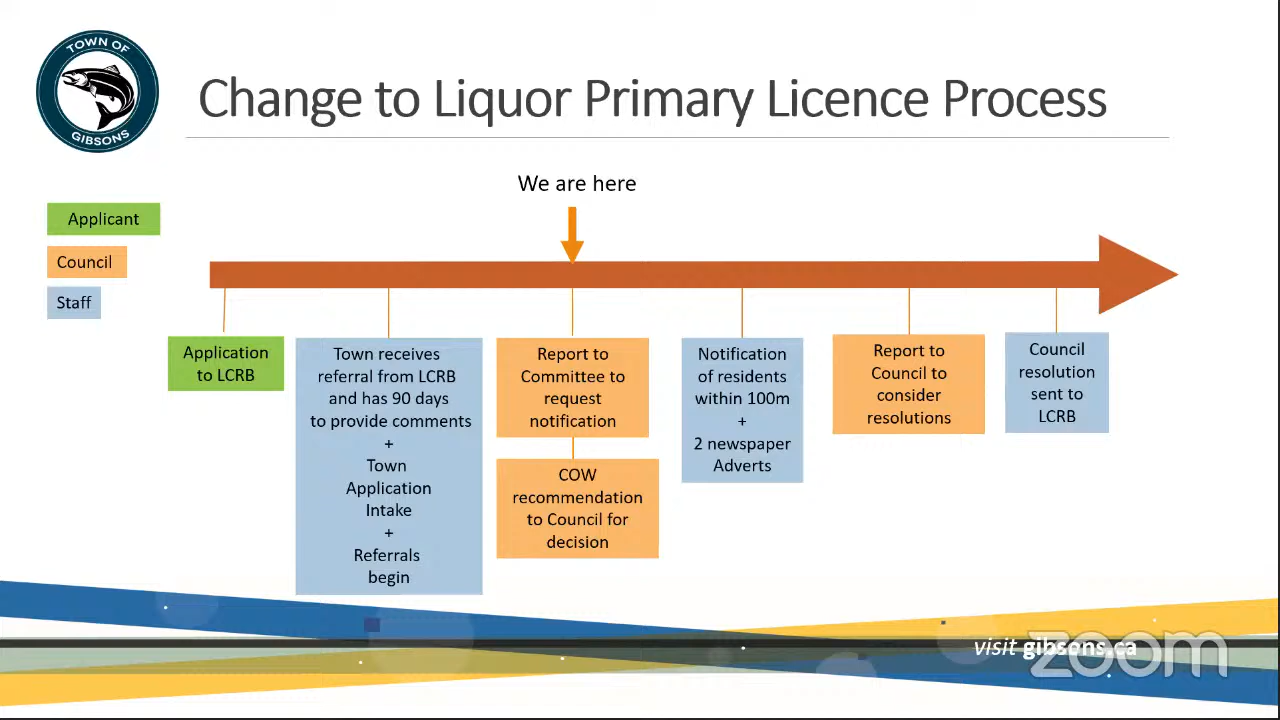 TOWN OF
GIBSONS
Change to Liquor Primary Licence Process
We are here
Applicant
Council
Staff
Application
to LCRB
Town receives
referral from LCRB
and has 90 days
to provide comments
+
Town
Application
Intake
+
Referrals
begin
Report to
Committee to
request
notification
COW
recommendation
to Council for
decision
Notification
of residents
within 100m
+
2 newspaper
Adverts
Report to
Council to
consider
resolutions
Council
resolution
sent to
LCRB
visit gibsons.ca
zoom